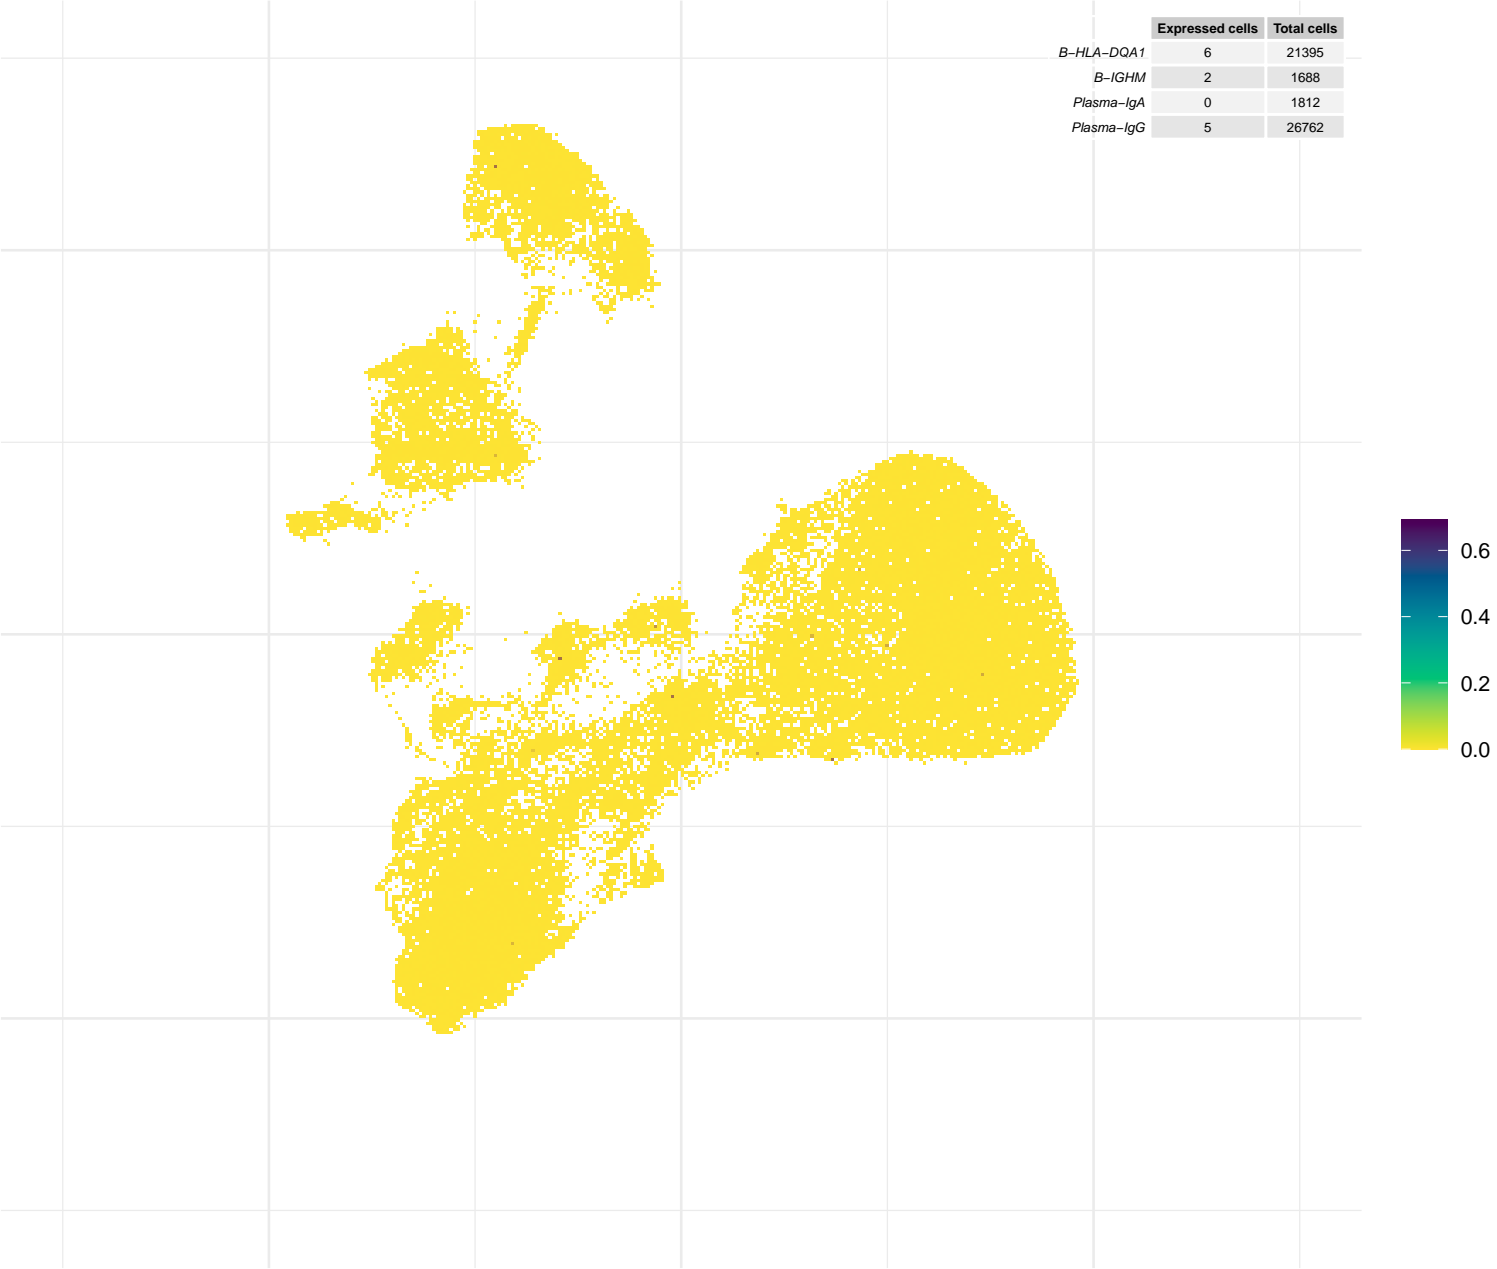 Expressed cells Total cells
B−HLA−DQA1 6 21395
B−IGHM 2 1688
Plasma−IgA 0 1812
Plasma−IgG 5 26762
0.6
0.4
0.2
0.0